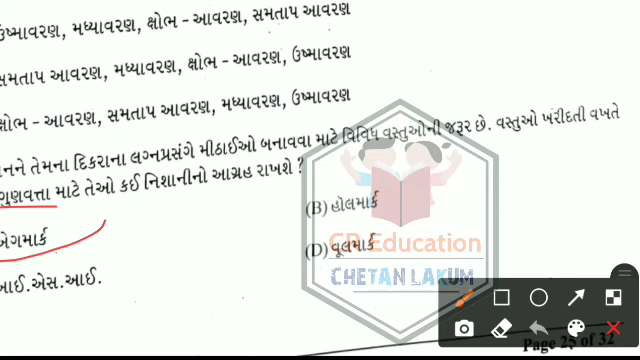 ઉષ્માવરણ, મધ્યાવરણ, ક્ષોભ - આવરણ, સમતાપ આવરણ
સમતાપ આવરણ, મધ્યાવરણ, ક્ષોભ - આવરણ, ઉષ્માવરણ
ક્ષોભ - આવરણ, સમતાપ આવરણ, મધ્યાવરણ, ઉષ્માવરણ
નને તેમના દિકરાના લગ્નપ્રસંગે મીઠાઈઓ બનાવવા માટે વિવિધ વસ્તુઓની જરૂર છે. વસ્તુઓ ખરીદતી વખતે
ગુણવત્તા માટે તેઓ કઈ નિશાનીનો આગ્રહ રાખશે ?
(B) હૉલમાર્ક
એગમાર્ક
(D) વૂલમાર્ક
આઈ.એસ.આઈ.
CR Education
CHETAN LAKUM
Page 25 of 32